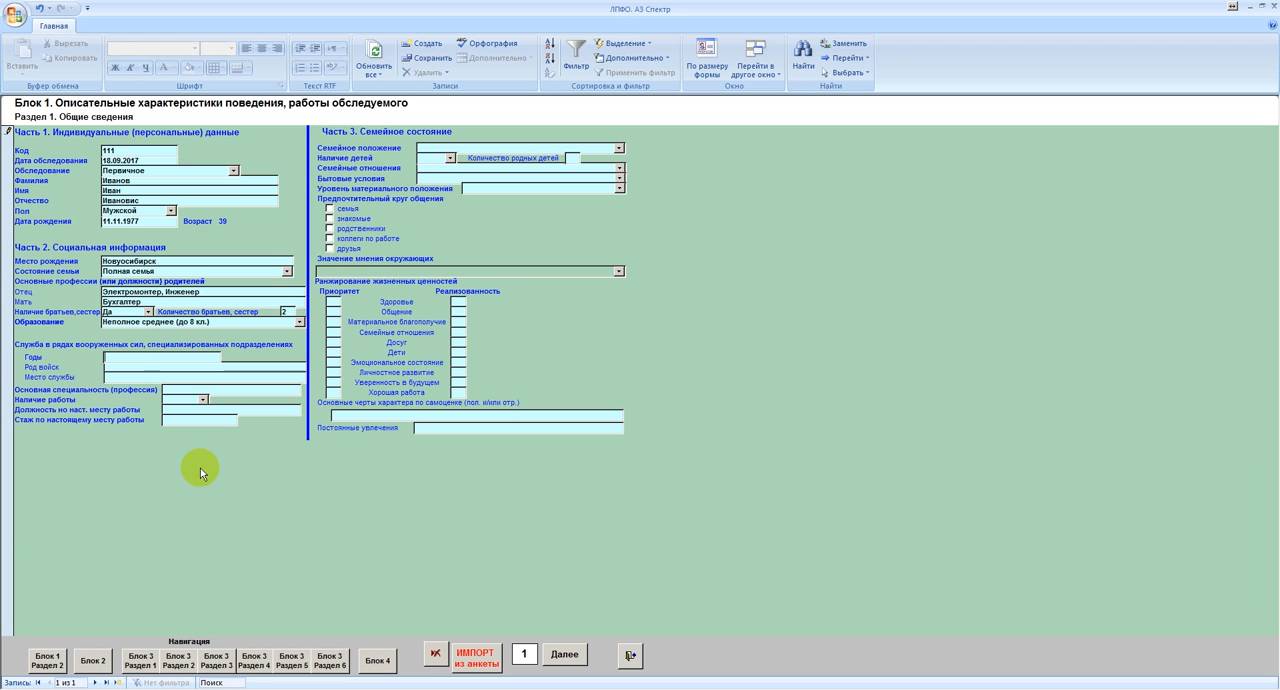 ЛПФО. АЗ Спектр
Главная
Вставить
Вырезать
Копировать
Буфер обмена
Ж К Ч А
Шрифт
Текст RTF
Обновить все
Создать
Сохранить
Удалить
Орфография
Дополнительно
Записи
Фильтр
Выделение
Дополнительно
Применить фильтр
Сортировка и фильтр
По размеру формы
Перейти в другое окно
Окно
Найти
Заменить
Перейти
Выбрать
Найти
Блок 1. Описательные характеристики поведения, работы обследуемого
Раздел 1. Общие сведения
Часть 1. Индивидуальные (персональные) данные
Код 111
Дата обследования 18.09.2017
Обследование Первичное
Фамилия Иванов
Имя Иван
Отчество Ивановис
Пол Мужской
Дата рождения 11.11.1977 Возраст 39
Часть 2. Социальная информация
Место рождения Новуосибирск
Состояние семьи Полная семья
Основные профессии (или должности) родителей
Отец Электромонтер, Инженер
Мать Бухгалтер
Наличие братьев,сестер Да Количество братьев, сестер 2
Образование Неполное среднее (до 8 кл.)
Служба в рядах вооруженных сил, специализированных подразделениях
Годы
Род войск
Место службы
Основная специальность (профессия)
Наличие работы
Должность но наст. месту работы
Стаж по настоящему месту работы
Часть 3. Семейное состояние
Семейное положение
Наличие детей Количество родных детей
Семейные отношения
Бытовые условия
Уровень материального положения
Предпочтительный круг общения
семья
знакомые
родственники
коллеги по работе
друзья
Значение мнения окружающих
Ранжирование жизненных ценностей
Приоритет Реализованность
Здоровье
Общение
Материальное благополучие
Семейные отношения
Досуг
Дети
Эмоциональное состояние
Личностное развитие
Уверенность в будущем
Хорошая работа
Основные черты характера по самоценке (пол. и/или отр.)
Постоянные увлечения
Навигация
Блок 1 Раздел 2
Блок 2
Блок 3 Раздел 1
Блок 3 Раздел 2
Блок 3 Раздел 3
Блок 3 Раздел 4
Блок 3 Раздел 5
Блок 3 Раздел 6
Блок 4
ИМПОРТ из анкеты
1
Далее
Запись: 1 из 1 Нет фильтра Поиск